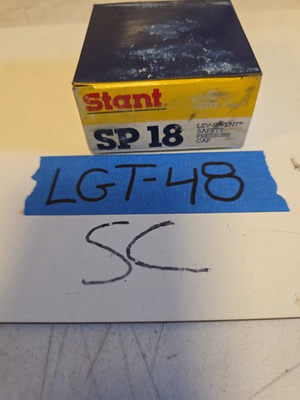 Stant
SP 18
LEV-R-VENT®
SAFETY
PRESSURE
CAP
LGT-48
SC